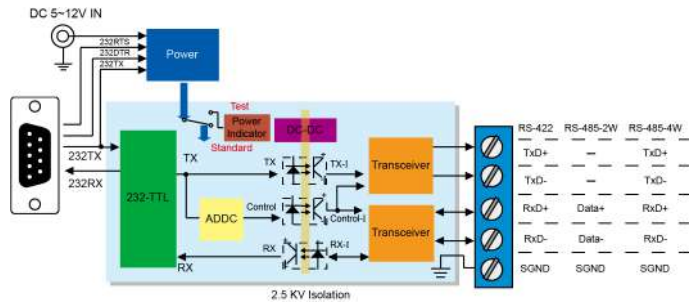 DC 5~12V IN
232RTS
232DTR
232TX
Power
Test
Power Indicator
DC-DC
Standard
232TX
232RX
232-TTL
TX
TX
TX-I
Transceiver
ADDC
Control
Control-I
Transceiver
RX
RX-I
RX
2.5 KV Isolation
RS-422 RS-485-2W RS-485-4W
TxD+ — TxD+
TxD- — TxD-
RxD+ Data+ RxD+
RxD- Data- RxD-
SGND SGND SGND